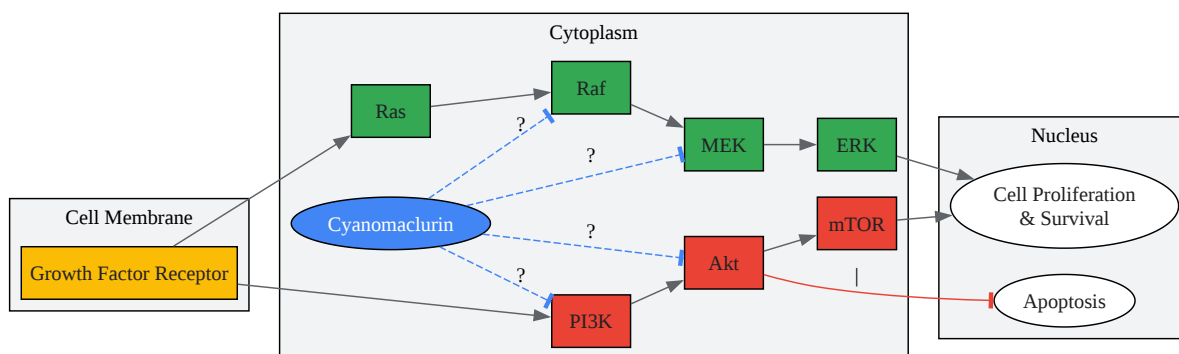 Cytoplasm
Raf
Ras
?
MEK
ERK
Nucleus
?
Cell Proliferation
& Survival
Cell Membrane
Cyanomaclurin
?
mTOR
Growth Factor Receptor
?
Akt
|
PI3K
Apoptosis